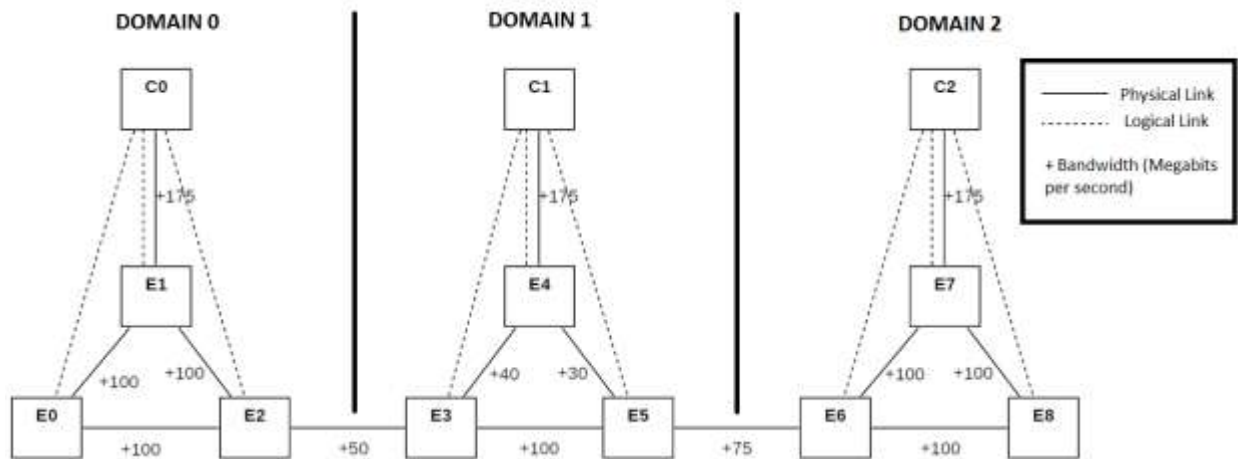 DOMAIN 0
DOMAIN 1
DOMAIN 2
C0
C1
C2
Physical Link
Logical Link
+ Bandwidth (Megabits
per second)
+175
+175
+175
E1
E4
E7
+100
+100
+40
+30
+100
+100
E0
E2
E3
E5
E6
E8
+100
+50
+100
+75
+100